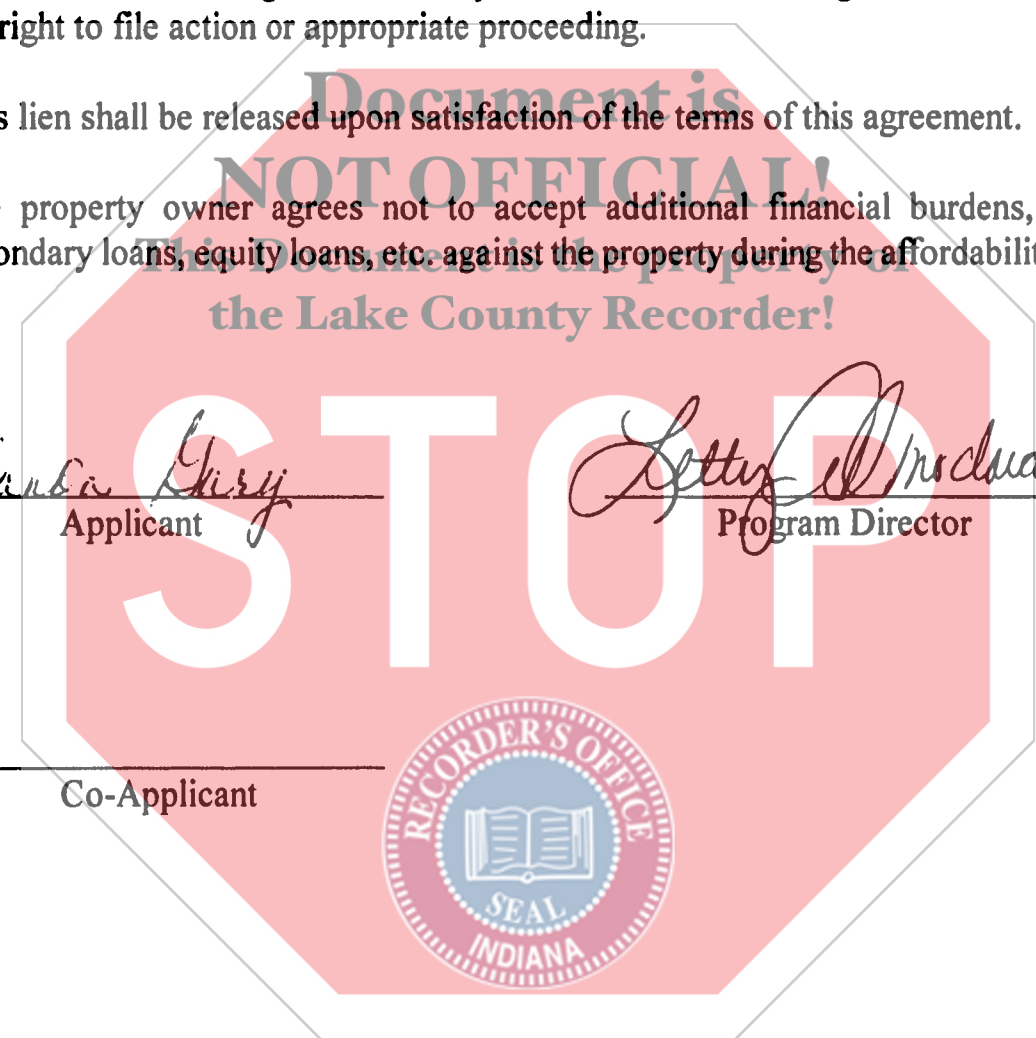 right to file action or appropriate proceeding.
Document is
s lien shall be released upon satisfaction of the terms of this agreement.
NOT OFFICIAL!
property owner agrees not to accept additional financial burdens,
ondary loans, equity loans, etc. against the property during the affordabilit
This Document is the property of
the Lake County Recorder!
STOP
Gary
Letty
Applicant
Program Director
Co-Applicant
RECORDER'S OFFICE
SEAL
INDIANA